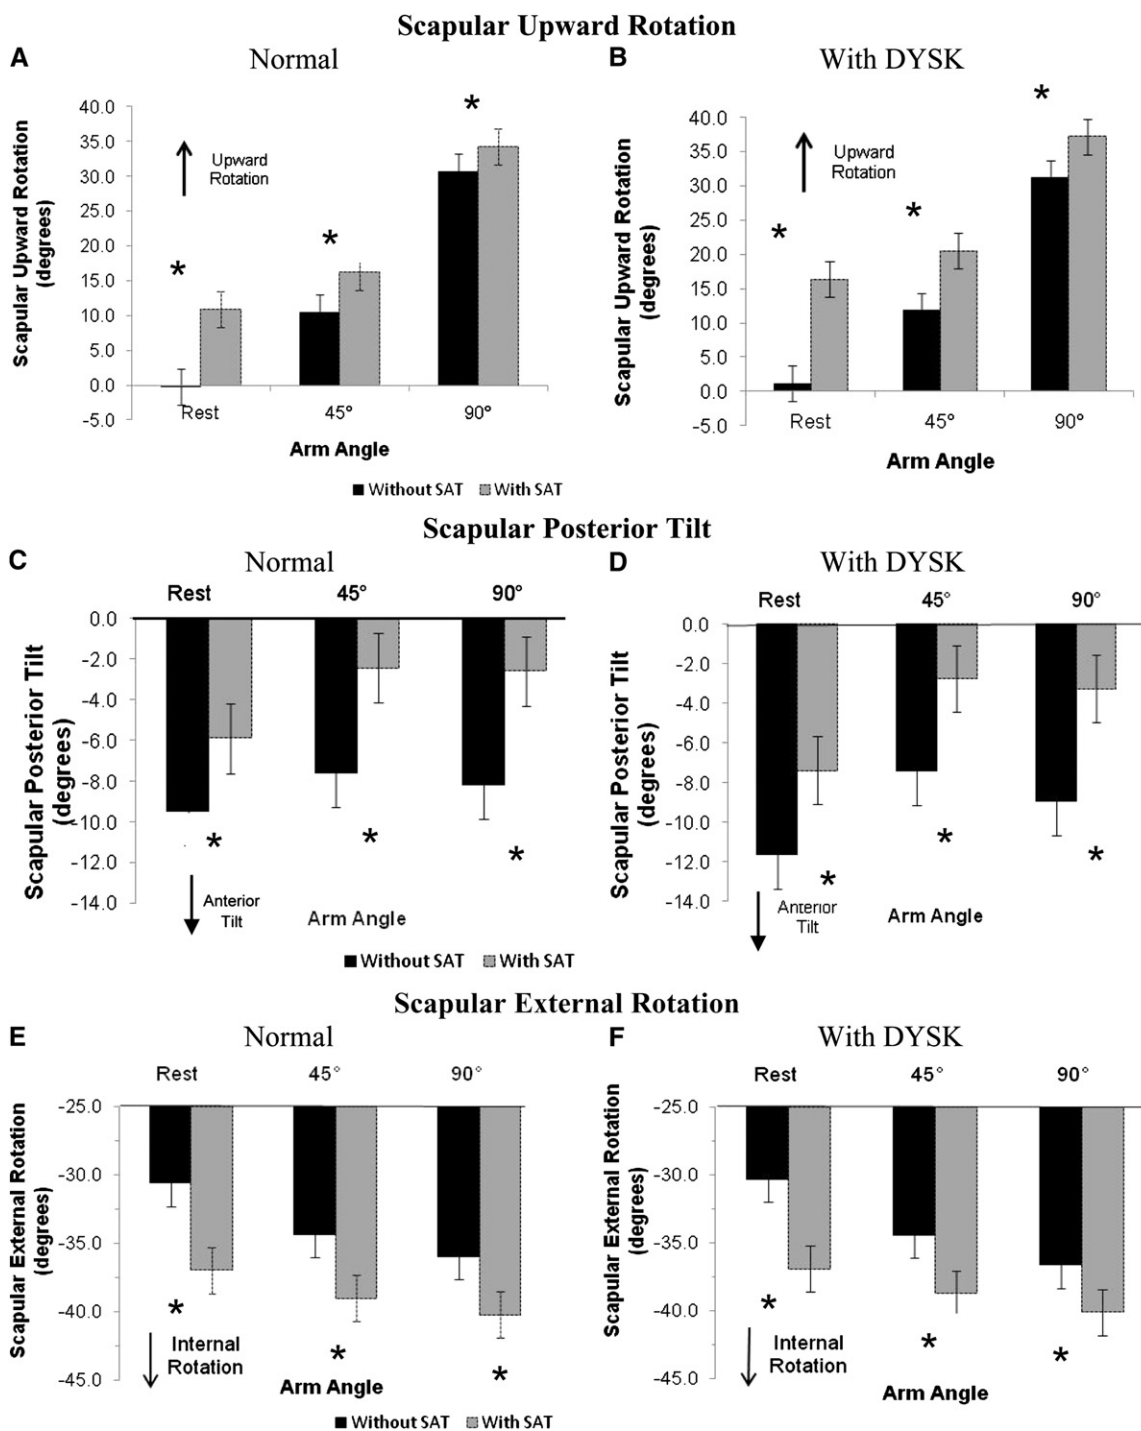 Scapular Upward Rotation
A
Normal
B
With DYSK
Scapular Upward Rotation
(degrees)
40.0
35.0
30.0
25.0
20.0
15.0
10.0
5.0
0.0
-5.0
*
*
*
Upward
Rotation
Rest
45°
90°
Arm Angle
Scapular Upward Rotation
(degrees)
40.0
35.0
30.0
25.0
20.0
15.0
10.0
5.0
0.0
-5.0
*
*
*
Upward
Rotation
Rest
45°
90°
Arm Angle
Without SAT
With SAT
Scapular Posterior Tilt
C
Normal
D
With DYSK
Rest
45°
90°
Scapular Posterior Tilt
(degrees)
0.0
-2.0
-4.0
-6.0
-8.0
-10.0
-12.0
-14.0
*
*
*
Anterior
Tilt
Arm Angle
Rest
45°
90°
Scapular Posterior Tilt
(degrees)
0.0
-2.0
-4.0
-6.0
-8.0
-10.0
-12.0
-14.0
*
*
*
Anterior
Tilt
Arm Angle
Without SAT
With SAT
Scapular External Rotation
E
Normal
F
With DYSK
Rest
45°
90°
Scapular External Rotation
(degrees)
-25.0
-30.0
-35.0
-40.0
-45.0
*
*
*
Internal
Rotation
Arm Angle
Rest
45°
90°
Scapular External Rotation
(degrees)
-25.0
-30.0
-35.0
-40.0
-45.0
*
*
*
Internal
Rotation
Arm Angle
Without SAT
With SAT